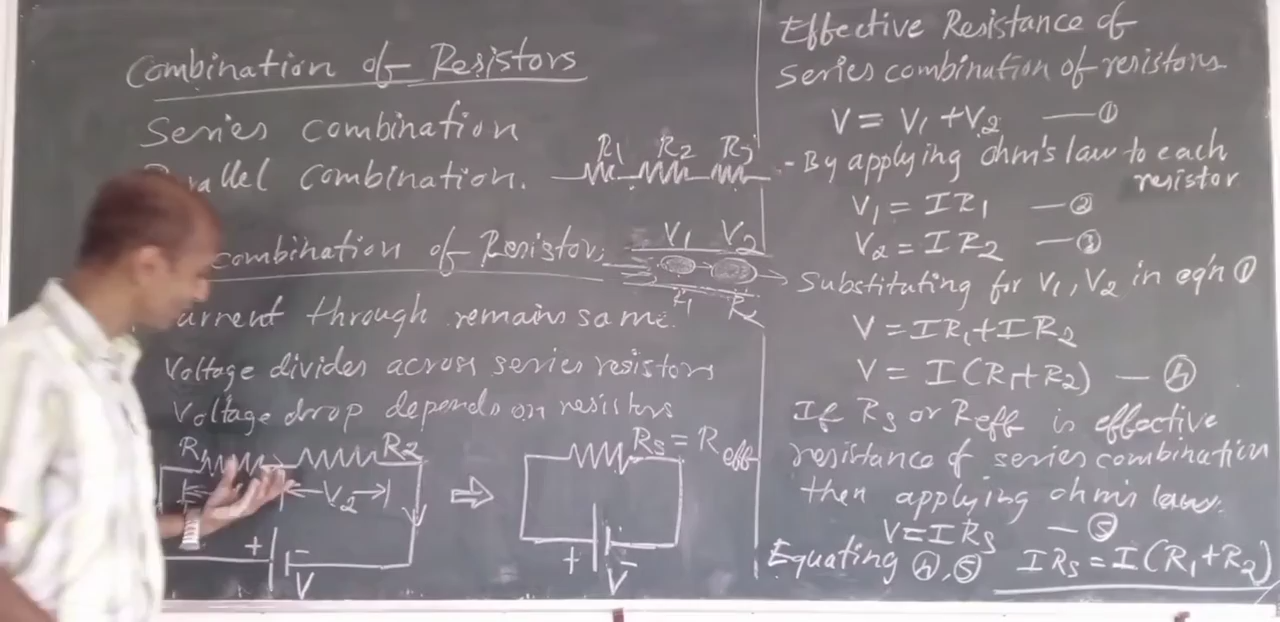 Combination of Resistors
Series combination
Parallel combination.
R1 R2 R3
combination of Resistors
V1 V2
R1 R2
Current through remains same.
Voltage divides across series resistors
Voltage drop depends on resistors
R1 R2
V2
+ -
V
Rs = Reff
+ -
V
Effective Resistance of
series combination of resistors
V = V1 + V2 — ①
- By applying ohm's law to each
resistor
V1 = IR1 — ②
V2 = IR2 — ③
Substituting for V1, V2 in eq'n ①
V = IR1 + IR2
V = I(R1+R2) — ④
If Rs or Reff is effective
resistance of series combination
then applying ohm's law.
V = IRs — ⑤
Equating ④, ⑤ IRs = I(R1+R2)